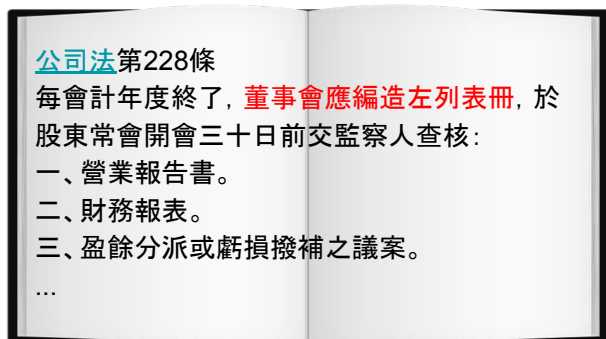 公司法第228條
每會計年度終了，董事會應編造左列表冊，於
股東常會開會三十日前交監察人查核：
一、營業報告書。
二、財務報表。
三、盈餘分派或虧損撥補之議案。
...